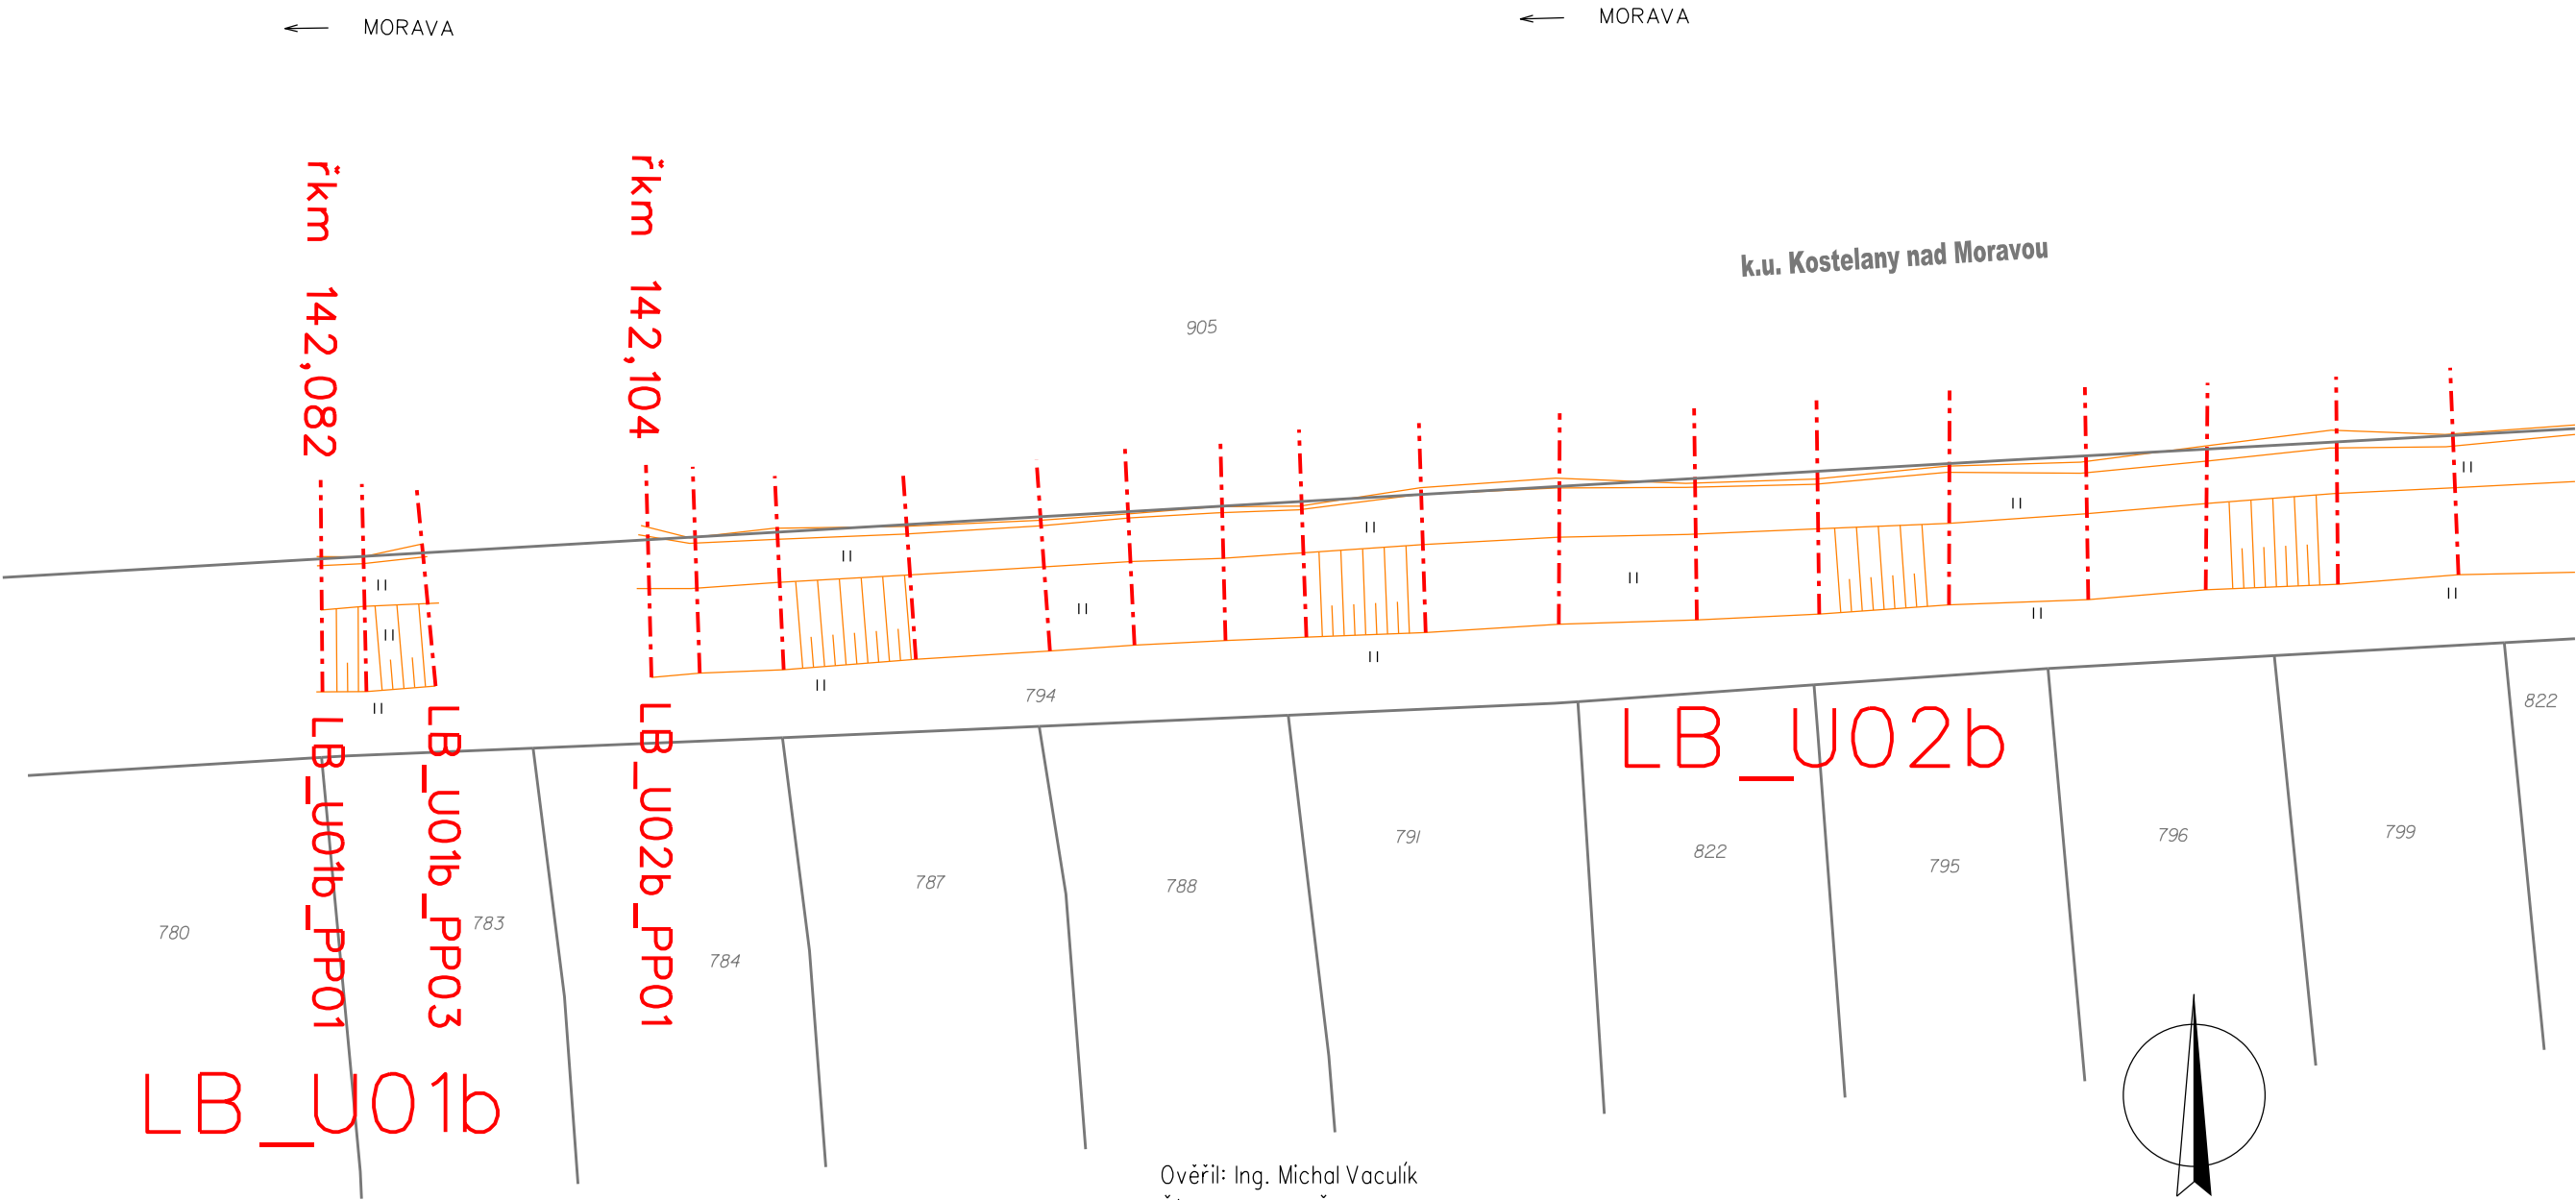 MORAVA
MORAVA
řkm 142,082
řkm 142,104
k.u. Kostelany nad Moravou
905
794
822
LB_U02b
LB_U01b_PP01
LB_U01b_PP03
LB_U02b_PP01
780
783
784
787
788
791
822
795
796
799
LB_U01b
Ověřil: Ing. Michal Vaculík